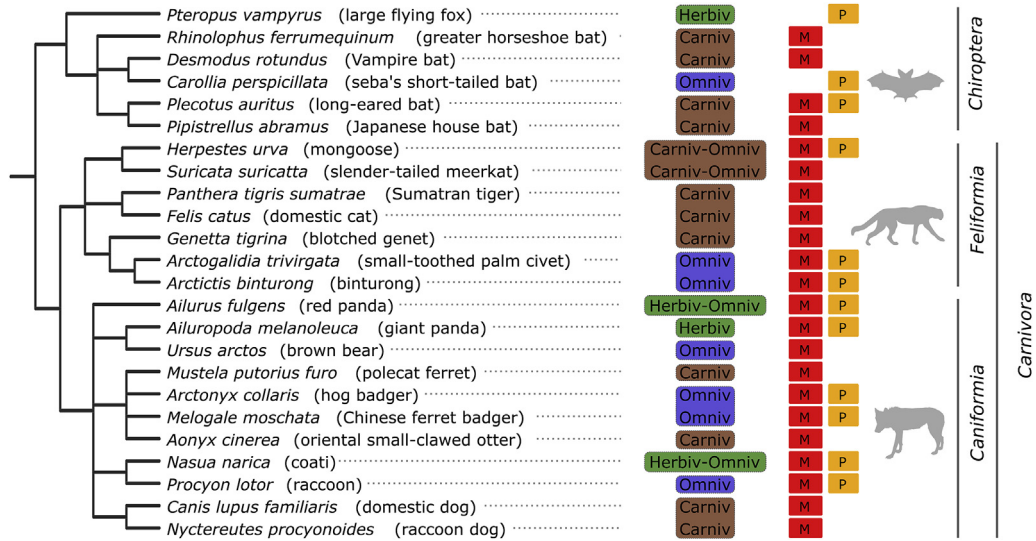 Pteropus vampyrus (large flying fox) Herbiv P
Rhinolophus ferrumequinum (greater horseshoe bat) Carniv M
Desmodus rotundus (Vampire bat) Carniv M
Carollia perspicillata (seba's short-tailed bat) Omniv P
Plecotus auritus (long-eared bat) Carniv M P
Pipistrellus abramus (Japanese house bat) Carniv M
Chiroptera
Herpestes urva (mongoose) Carniv-Omniv M P
Suricata suricatta (slender-tailed meerkat) Carniv-Omniv M
Panthera tigris sumatrae (Sumatran tiger) Carniv M
Felis catus (domestic cat) Carniv M
Genetta tigrina (blotched genet) Carniv M
Arctogalidia trivirgata (small-toothed palm civet) Omniv M P
Arctictis binturong (binturong) Omniv M P
Feliformia
Ailurus fulgens (red panda) Herbiv-Omniv M P
Ailuropoda melanoleuca (giant panda) Herbiv M P
Ursus arctos (brown bear) Omniv M
Mustela putorius furo (polecat ferret) Carniv M
Arctonyx collaris (hog badger) Omniv M P
Melogale moschata (Chinese ferret badger) Omniv M P
Aonyx cinerea (oriental small-clawed otter) Carniv M
Nasua narica (coati) Herbiv-Omniv M P
Procyon lotor (raccoon) Omniv M P
Canis lupus familiaris (domestic dog) Carniv M
Nyctereutes procyonoides (raccoon dog) Carniv M
Caniformia
Carnivora